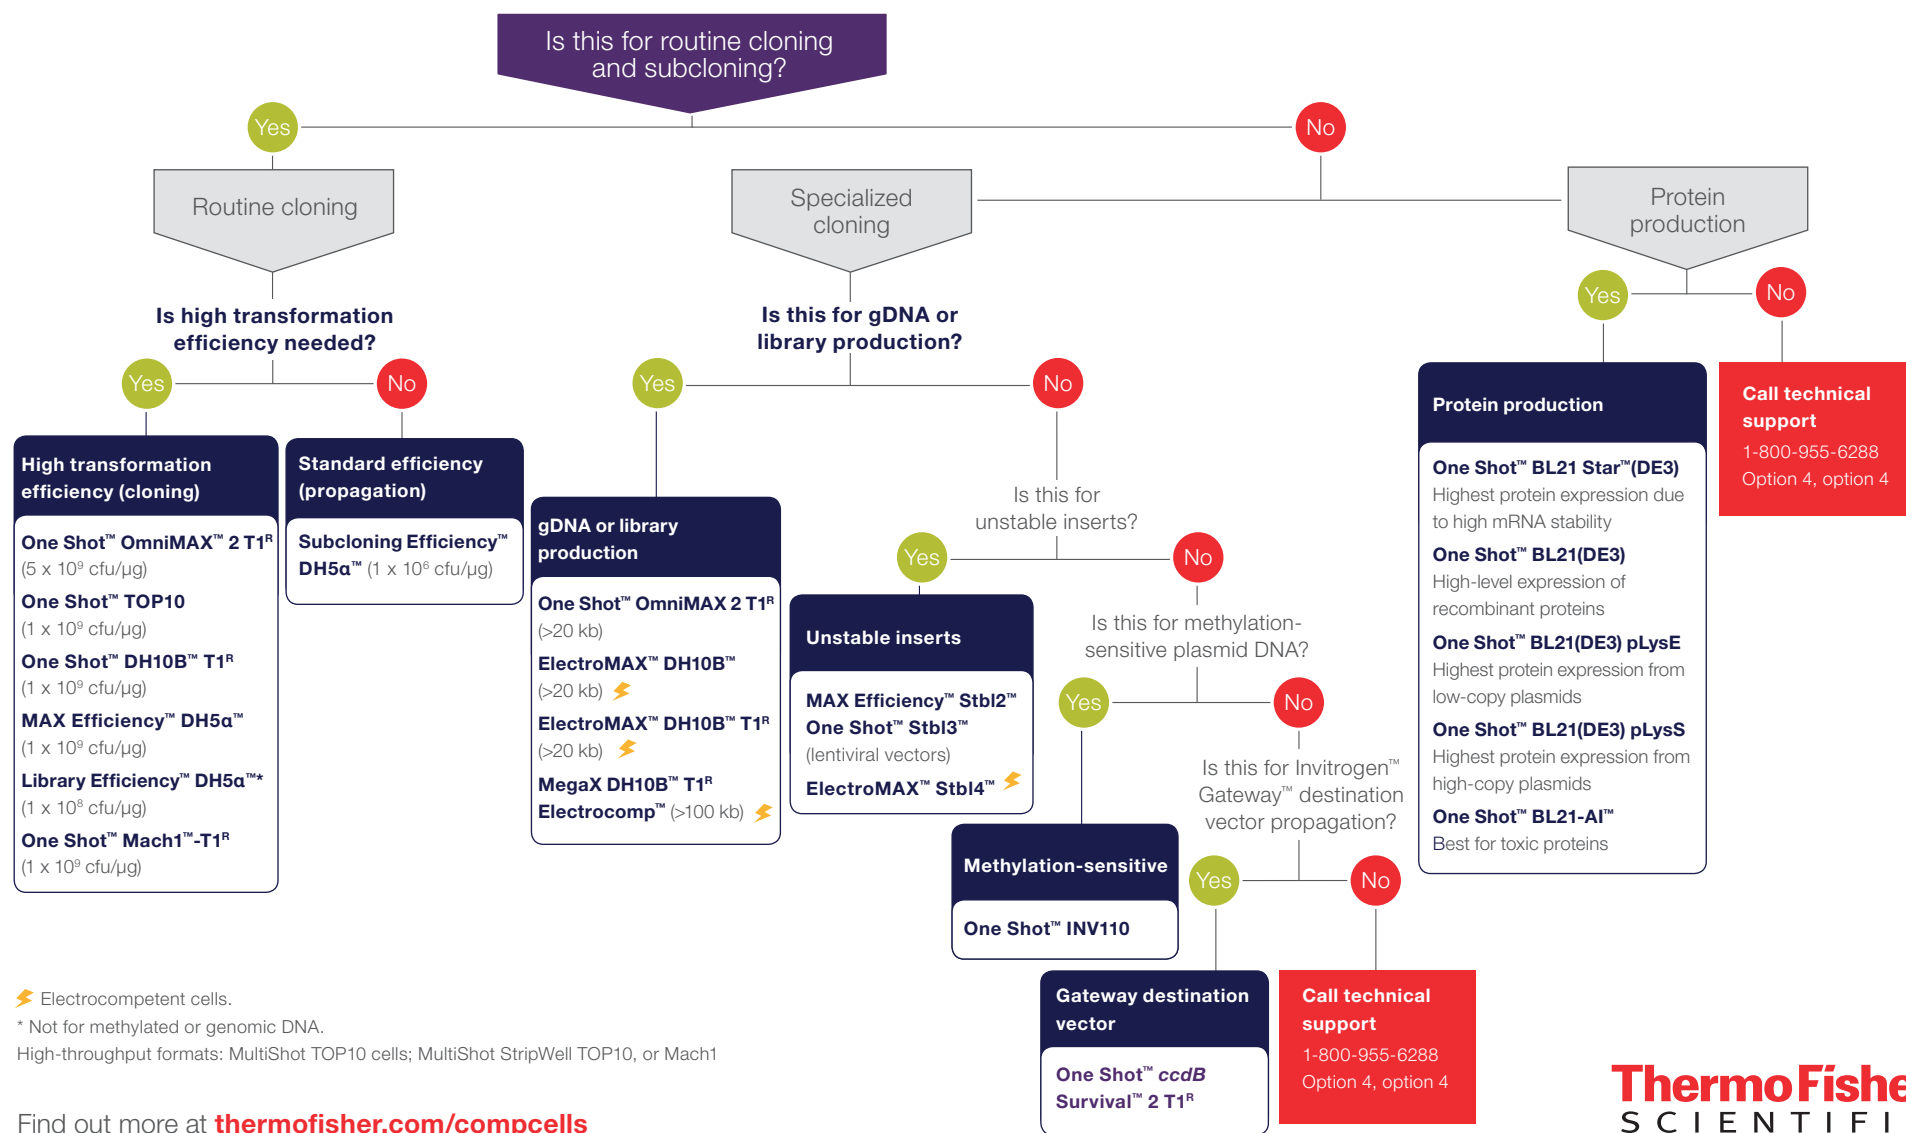 Is this for routine cloning
and subcloning?
Yes
No
Routine cloning
Specialized
cloning
Protein
production
Is high transformation
efficiency needed?
Yes
No
Is this for gDNA or
library production?
Yes
No
Yes
No
High transformation
efficiency (cloning)
One Shot™ OmniMAX™ 2 T1ᴿ
(5 x 10⁹ cfu/µg)
One Shot™ TOP10
(1 x 10⁹ cfu/µg)
One Shot™ DH10B™ T1ᴿ
(1 x 10⁹ cfu/µg)
MAX Efficiency™ DH5α™
(1 x 10⁹ cfu/µg)
Library Efficiency™ DH5α™*
(1 x 10⁸ cfu/µg)
One Shot™ Mach1™-T1ᴿ
(1 x 10⁹ cfu/µg)
Standard efficiency
(propagation)
Subcloning Efficiency™
DH5α™ (1 x 10⁶ cfu/µg)
gDNA or library
production
One Shot™ OmniMAX 2 T1ᴿ
(>20 kb)
ElectroMAX™ DH10B™
(>20 kb)
ElectroMAX™ DH10B™ T1ᴿ
(>20 kb)
MegaX DH10B™ T1ᴿ
Electrocomp™ (>100 kb)
Is this for
unstable inserts?
Yes
No
Unstable inserts
MAX Efficiency™ Stbl2™
One Shot™ Stbl3™
(lentiviral vectors)
ElectroMAX™ Stbl4™
Is this for methylation-
sensitive plasmid DNA?
Yes
No
Methylation-sensitive
One Shot™ INV110
Is this for Invitrogen™
Gateway™ destination
vector propagation?
Yes
No
Gateway destination
vector
One Shot™ ccdB
Survival™ 2 T1ᴿ
Call technical
support
1-800-955-6288
Option 4, option 4
Protein production
One Shot™ BL21 Star™(DE3)
Highest protein expression due
to high mRNA stability
One Shot™ BL21(DE3)
High-level expression of
recombinant proteins
One Shot™ BL21(DE3) pLysE
Highest protein expression from
low-copy plasmids
One Shot™ BL21(DE3) pLysS
Highest protein expression from
high-copy plasmids
One Shot™ BL21-AI™
Best for toxic proteins
Call technical
support
1-800-955-6288
Option 4, option 4
Electrocompetent cells.
* Not for methylated or genomic DNA.
High-throughput formats: MultiShot TOP10 cells; MultiShot StripWell TOP10, or Mach1
Find out more at thermofisher.com/compcells
ThermoFishe
SCIENTIFI